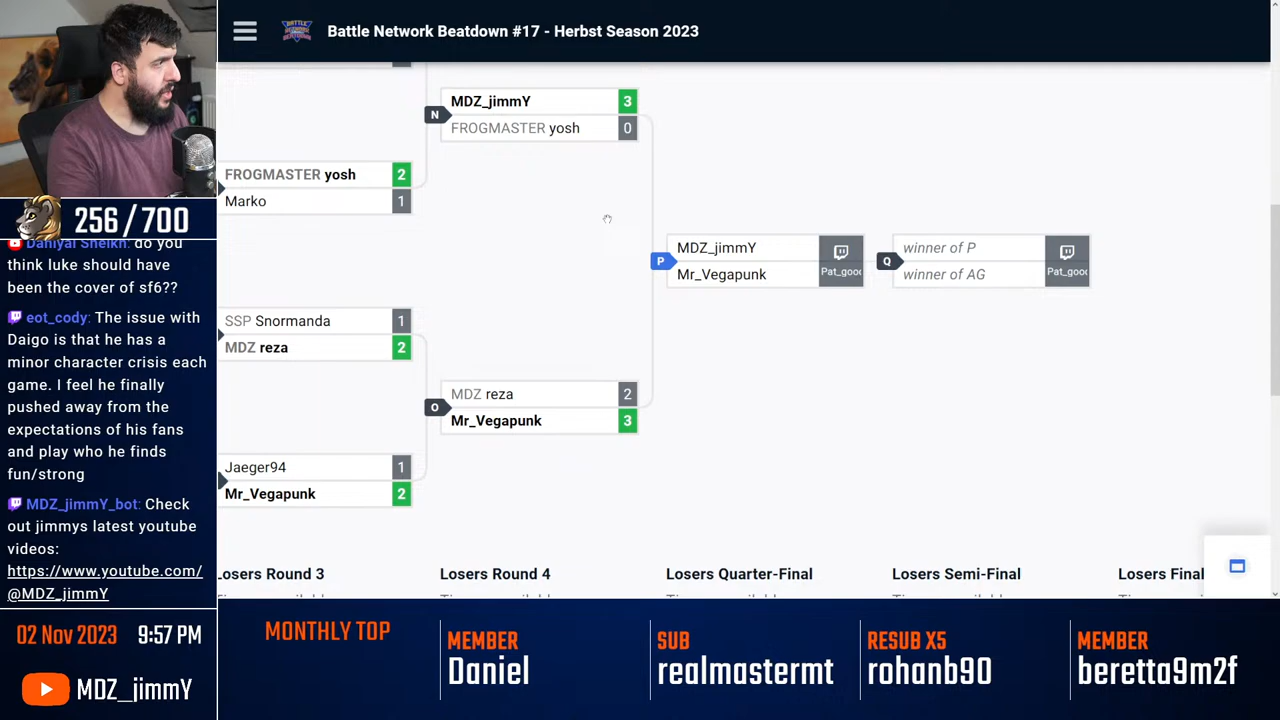 Battle Network Beatdown #17 - Herbst Season 2023
N
MDZ_jimmY 3
FROGMASTER yosh 0
FROGMASTER yosh 2
Marko 1
256 / 700
P
MDZ_jimmY
Mr_Vegapunk
Pat_good
Q
winner of P
winner of AG
Pat_good
SSP Snormanda 1
MDZ reza 2
O
MDZ reza 2
Mr_Vegapunk 3
Jaeger94 1
Mr_Vegapunk 2
Daniyal Sheikh: do you
think luke should have
been the cover of sf6??
eot_cody: The issue with
Daigo is that he has a
minor character crisis each
game. I feel he finally
pushed away from the
expectations of his fans
and play who he finds
fun/strong
MDZ_jimmY_bot: Check
out jimmys latest youtube
videos:
https://www.youtube.com/
@MDZ_jimmY
Losers Round 3
Losers Round 4
Losers Quarter-Final
Losers Semi-Final
Losers Final
02 Nov 2023 9:57 PM
MDZ_jimmY
MONTHLY TOP
MEMBER
Daniel
SUB
realmastermt
RESUB X5
rohanb90
MEMBER
beretta9m2f